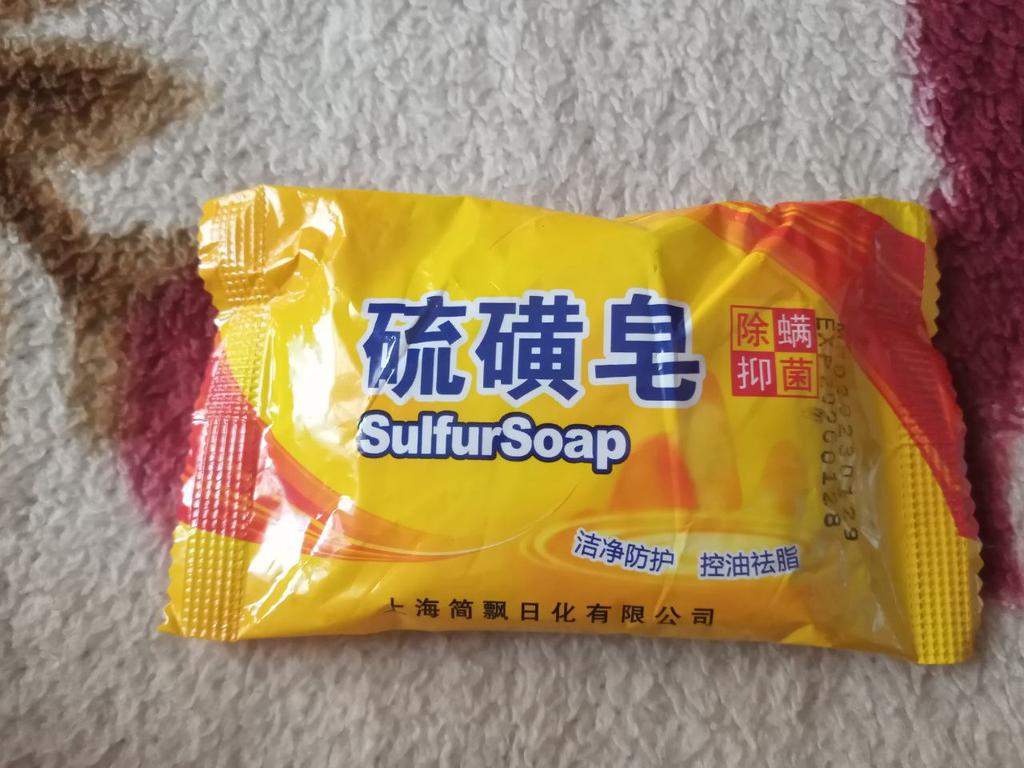 硫磺皂
SulfurSoap
除螨
抑菌
洁净防护 控油祛脂
上海简飘日化有限公司
20230129